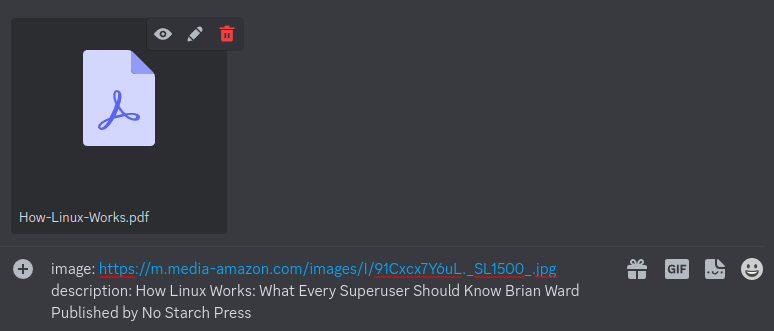 How-Linux-Works.pdf
image: https://m.media-amazon.com/images/I/91Cxcx7Y6uL._SL1500_.jpg
GIF
description: How Linux Works: What Every Superuser Should Know Brian Ward
Published by No Starch Press